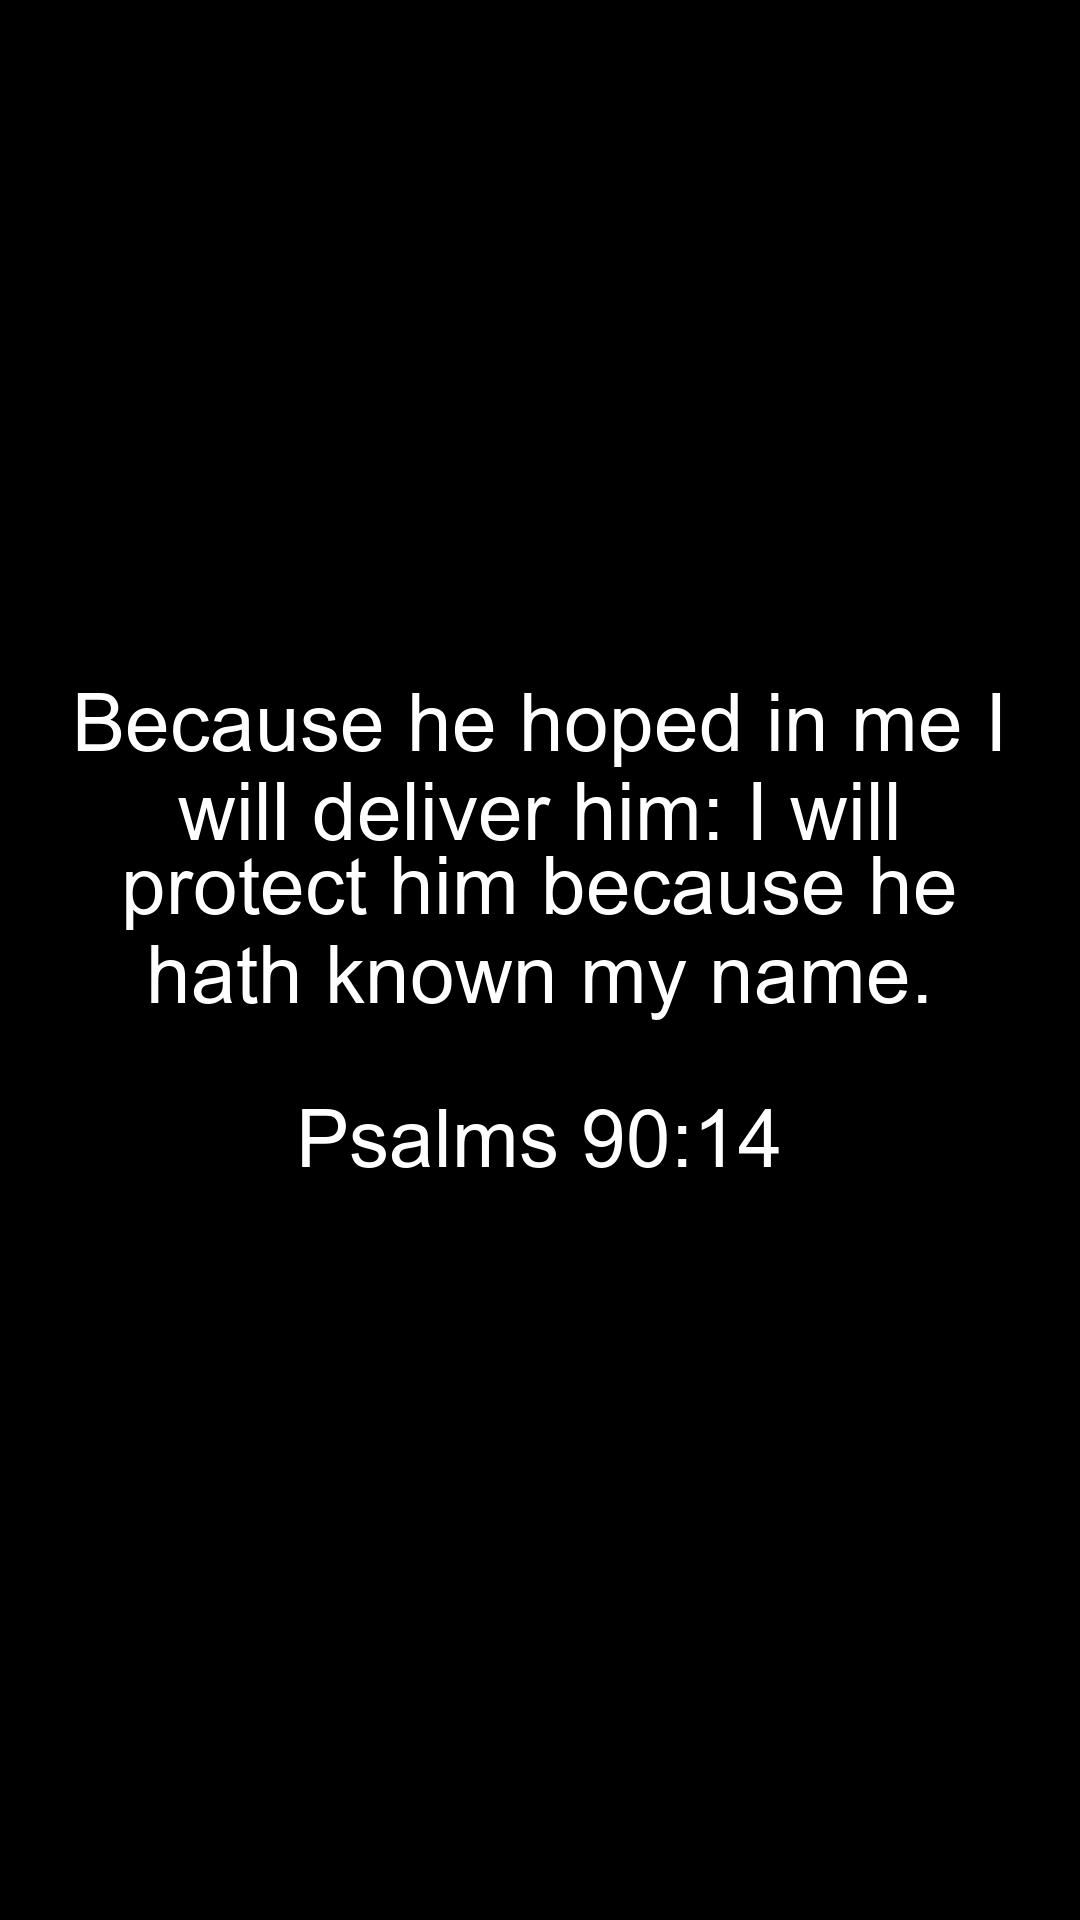 Because he hoped in me I
will deliver him: I will
protect him because he
hath known my name.
Psalms 90:14